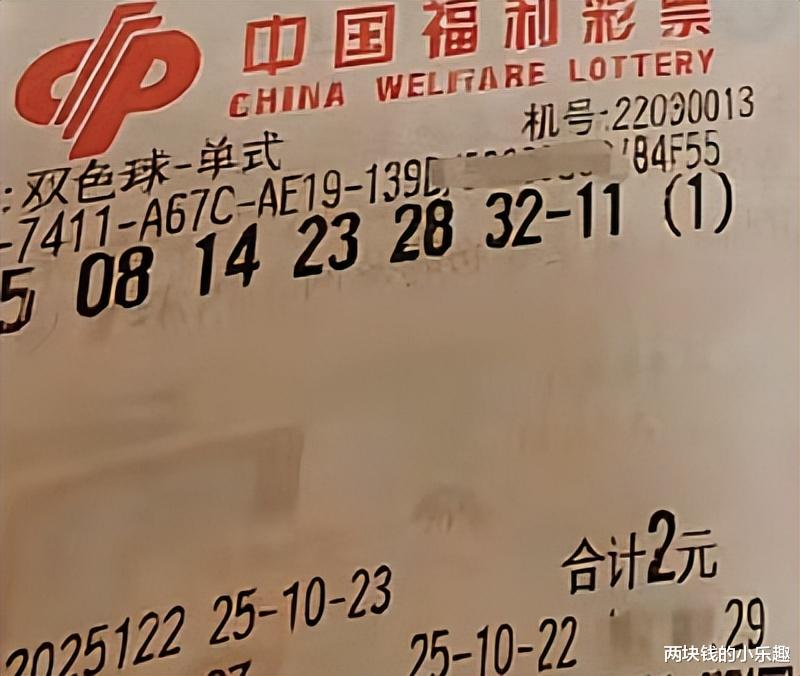 中国福利彩票
CHINA WELFARE LOTTERY
机号:22090013
:双色球-单式
-7411-A67C-AE19-139D 84F55
5 08 14 23 28 32-11 (1)
合计2元
2025122 25-10-23
25-10-22 29
两块钱的小乐趣